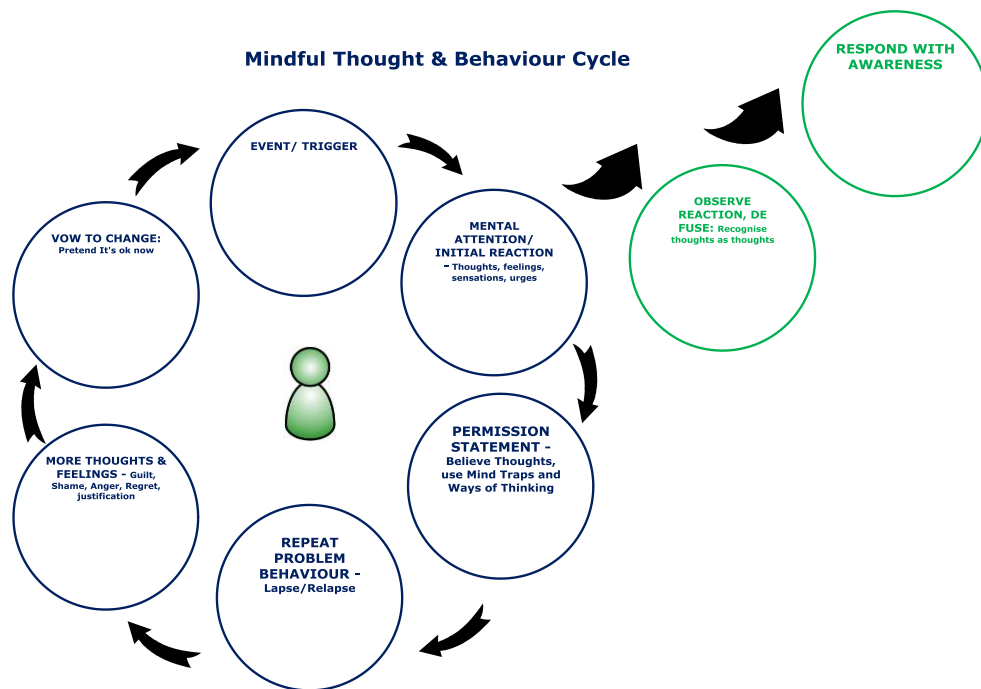 Mindful Thought & Behaviour Cycle
RESPOND WITH
AWARENESS
EVENT/ TRIGGER
OBSERVE
REACTION, DE
FUSE: Recognise
thoughts as thoughts
MENTAL
ATTENTION/
INITIAL REACTION
– Thoughts, feelings,
sensations, urges
VOW TO CHANGE:
Pretend It's ok now
PERMISSION
STATEMENT –
Believe Thoughts,
use Mind Traps and
Ways of Thinking
MORE THOUGHTS &
FEELINGS – Guilt,
Shame, Anger, Regret,
justification
REPEAT
PROBLEM
BEHAVIOUR –
Lapse/Relapse